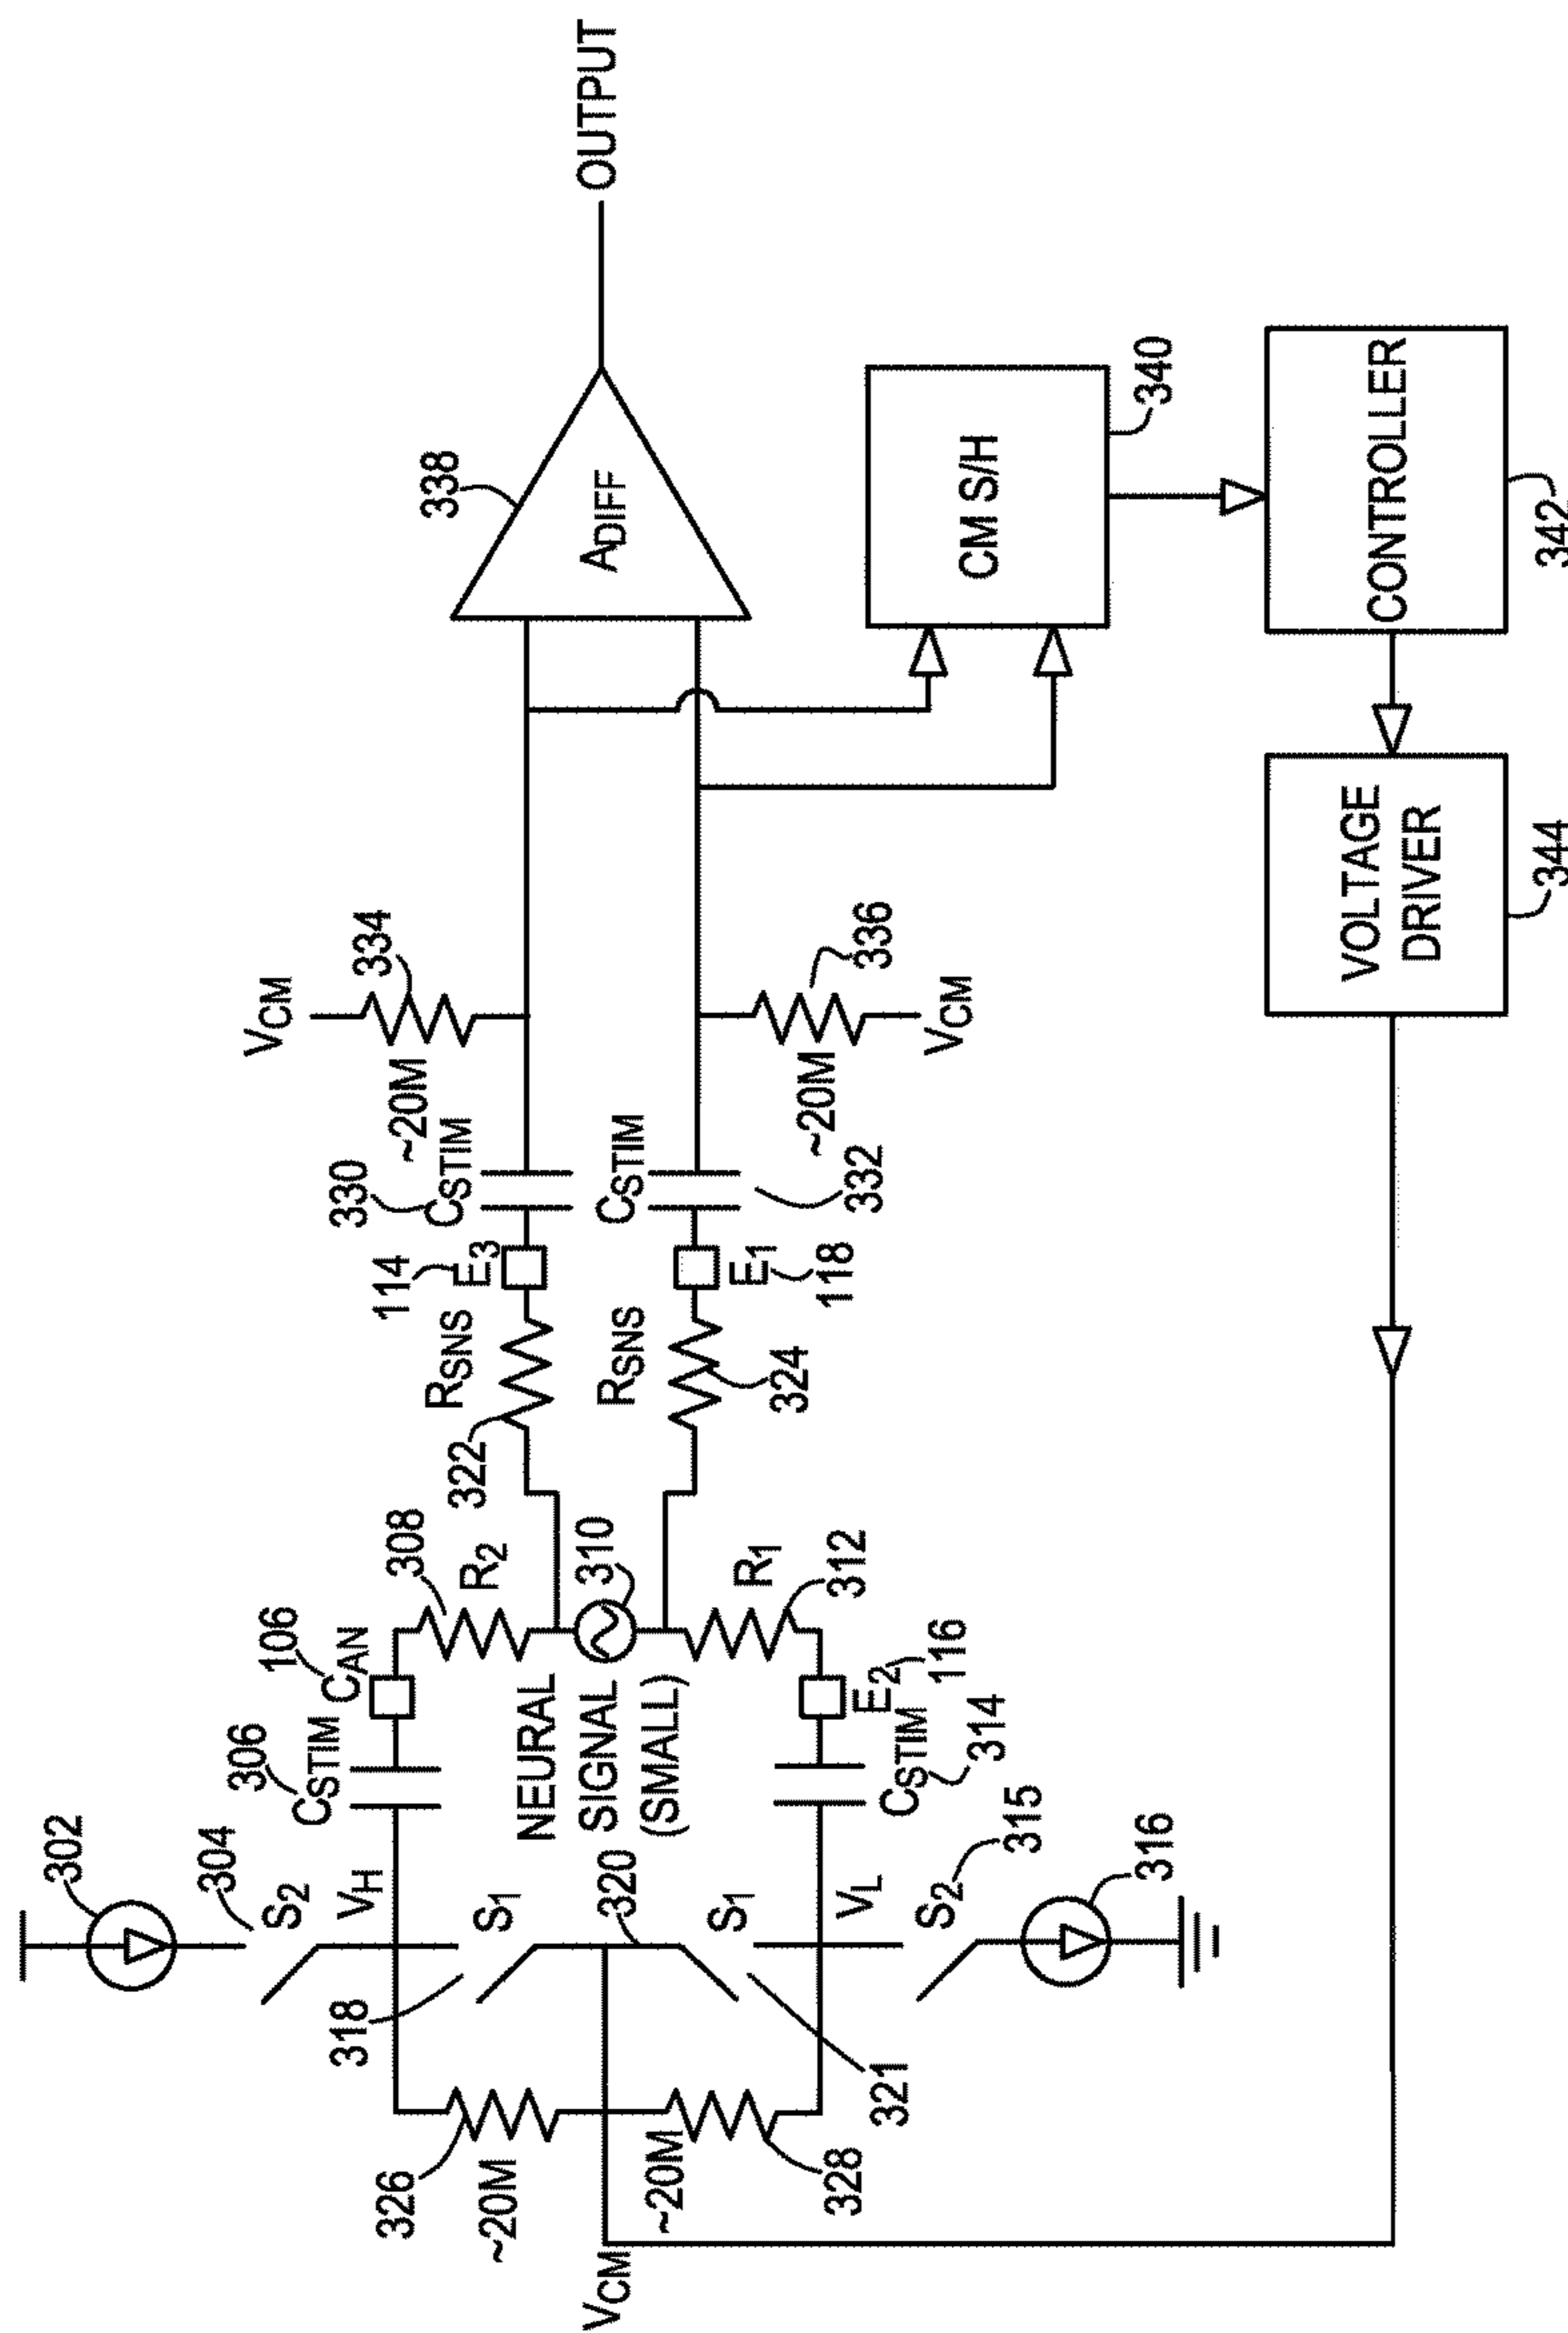 302
304
S2
306
CSTIM
106
CAN
VH
S1
318
326
~20M
VCM
~20M
328
320
S1
321
VL
S2
315
316
CSTIM
314
E2
116
308
R2
NEURAL
SIGNAL
(SMALL)
310
R1
312
322
RSNS
RSNS
324
114
E3
E1
118
330
CSTIM
CSTIM
332
VCM
334
~20M
~20M
336
VCM
338
ADIFF
OUTPUT
CM S/H
340
CONTROLLER
342
VOLTAGE
DRIVER
344